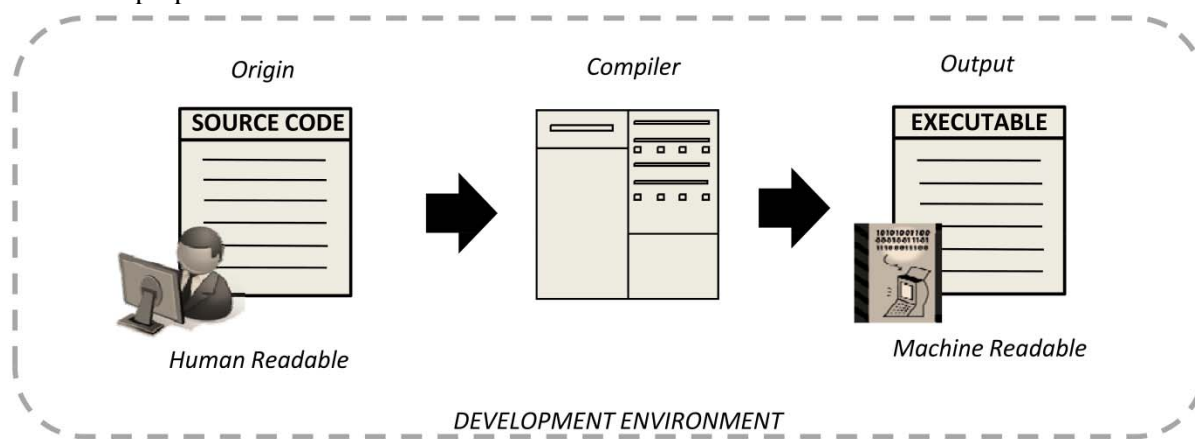 Origin
Compiler
Output
SOURCE CODE
EXECUTABLE
Human Readable
Machine Readable
DEVELOPMENT ENVIRONMENT